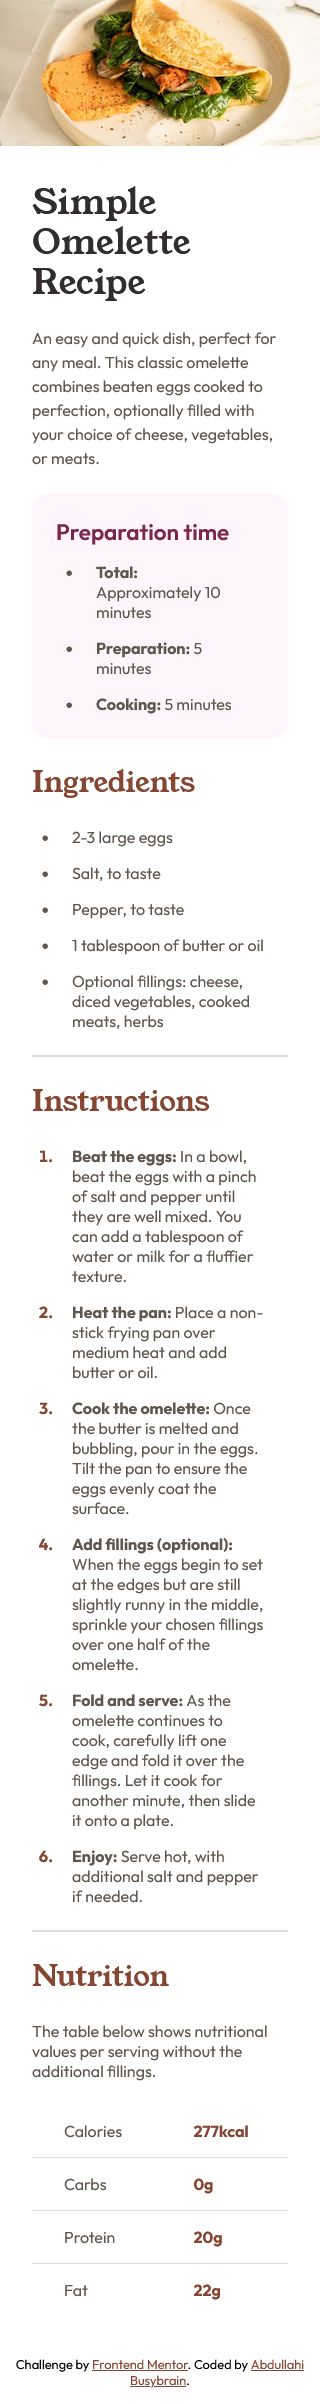 Simple
Omelette
Recipe
An easy and quick dish, perfect for
any meal. This classic omelette
combines beaten eggs cooked to
perfection, optionally filled with
your choice of cheese, vegetables,
or meats.
Preparation time
• Total:
Approximately 10
minutes
• Preparation: 5
minutes
• Cooking: 5 minutes
Ingredients
• 2-3 large eggs
• Salt, to taste
• Pepper, to taste
• 1 tablespoon of butter or oil
• Optional fillings: cheese,
diced vegetables, cooked
meats, herbs
Instructions
1. Beat the eggs: In a bowl,
beat the eggs with a pinch
of salt and pepper until
they are well mixed. You
can add a tablespoon of
water or milk for a fluffier
texture.
2. Heat the pan: Place a non-
stick frying pan over
medium heat and add
butter or oil.
3. Cook the omelette: Once
the butter is melted and
bubbling, pour in the eggs.
Tilt the pan to ensure the
eggs evenly coat the
surface.
4. Add fillings (optional):
When the eggs begin to set
at the edges but are still
slightly runny in the middle,
sprinkle your chosen fillings
over one half of the
omelette.
5. Fold and serve: As the
omelette continues to
cook, carefully lift one
edge and fold it over the
fillings. Let it cook for
another minute, then slide
it onto a plate.
6. Enjoy: Serve hot, with
additional salt and pepper
if needed.
Nutrition
The table below shows nutritional
values per serving without the
additional fillings.
Calories 277kcal
Carbs 0g
Protein 20g
Fat 22g
Challenge by Frontend Mentor. Coded by Abdullahi
Busybrain.